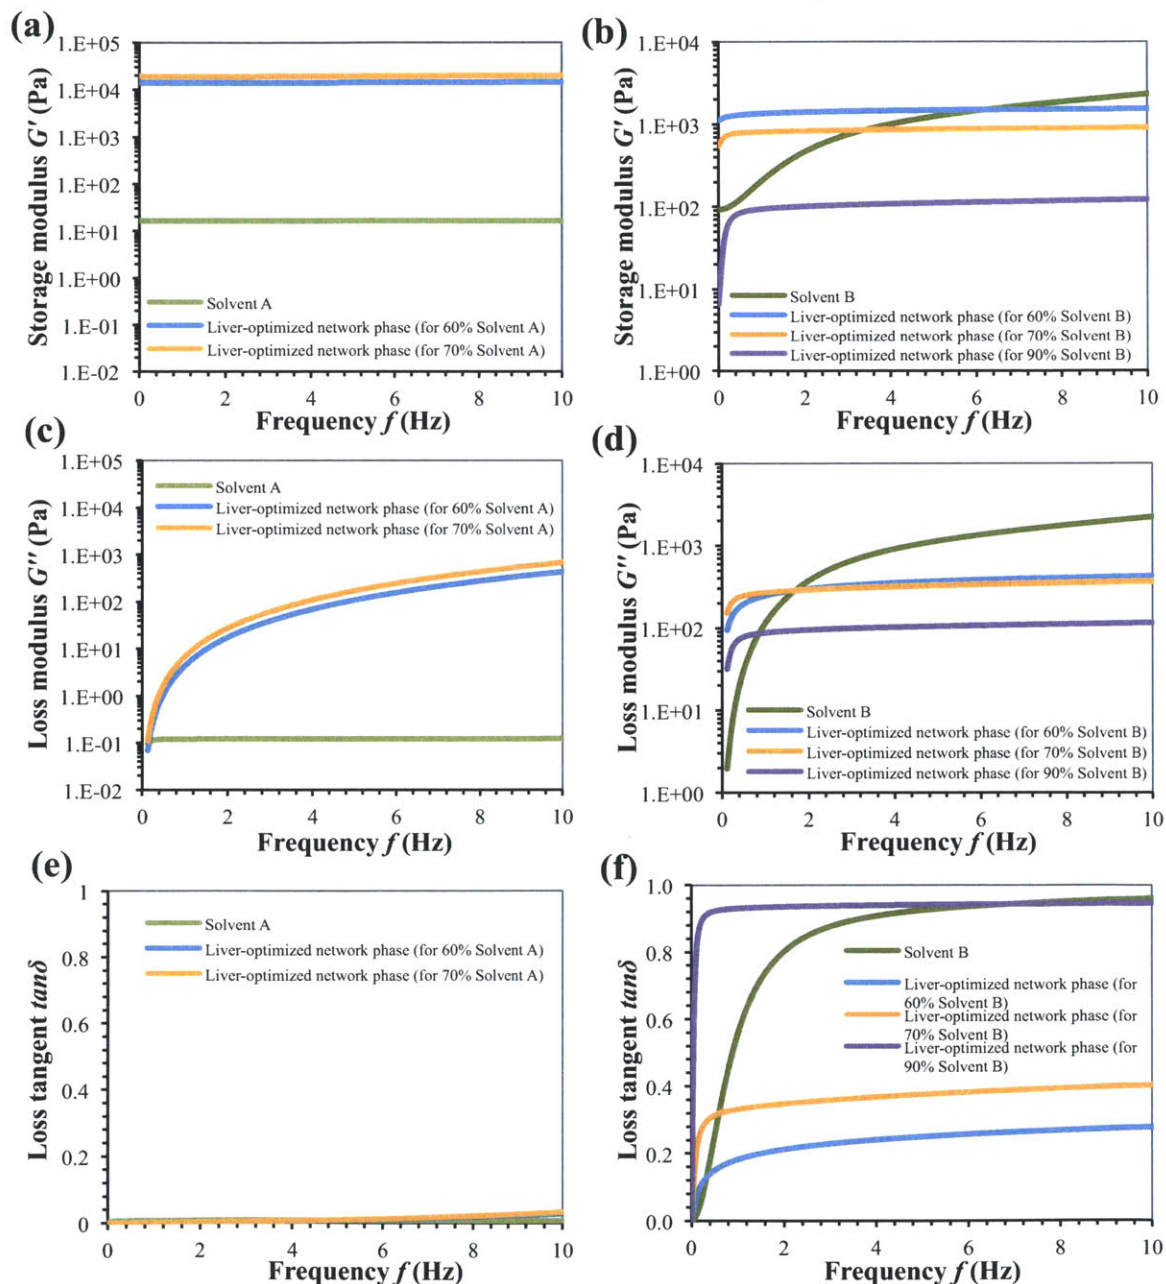 (a)
Storage modulus G' (Pa)
1.E+05
1.E+04
1.E+03
1.E+02
1.E+01
1.E+00
1.E-01
1.E-02
Solvent A
Liver-optimized network phase (for 60% Solvent A)
Liver-optimized network phase (for 70% Solvent A)
0 2 4 6 8 10
Frequency f (Hz)
(b)
Storage modulus G' (Pa)
1.E+04
1.E+03
1.E+02
1.E+01
1.E+00
Solvent B
Liver-optimized network phase (for 60% Solvent B)
Liver-optimized network phase (for 70% Solvent B)
Liver-optimized network phase (for 90% Solvent B)
0 2 4 6 8 10
Frequency f (Hz)
(c)
Loss modulus G'' (Pa)
1.E+05
1.E+04
1.E+03
1.E+02
1.E+01
1.E+00
1.E-01
1.E-02
Solvent A
Liver-optimized network phase (for 60% Solvent A)
Liver-optimized network phase (for 70% Solvent A)
0 2 4 6 8 10
Frequency f (Hz)
(d)
Loss modulus G'' (Pa)
1.E+04
1.E+03
1.E+02
1.E+01
1.E+00
Solvent B
Liver-optimized network phase (for 60% Solvent B)
Liver-optimized network phase (for 70% Solvent B)
Liver-optimized network phase (for 90% Solvent B)
0 2 4 6 8 10
Frequency f (Hz)
(e)
Loss tangent tanδ
1
0.8
0.6
0.4
0.2
0
Solvent A
Liver-optimized network phase (for 60% Solvent A)
Liver-optimized network phase (for 70% Solvent A)
0 2 4 6 8 10
Frequency f (Hz)
(f)
Loss tangent tanδ
1.0
0.8
0.6
0.4
0.2
0.0
Solvent B
Liver-optimized network phase (for
60% Solvent B)
Liver-optimized network phase (for
70% Solvent B)
Liver-optimized network phase (for
90% Solvent B)
0 2 4 6 8 10
Frequency f (Hz)